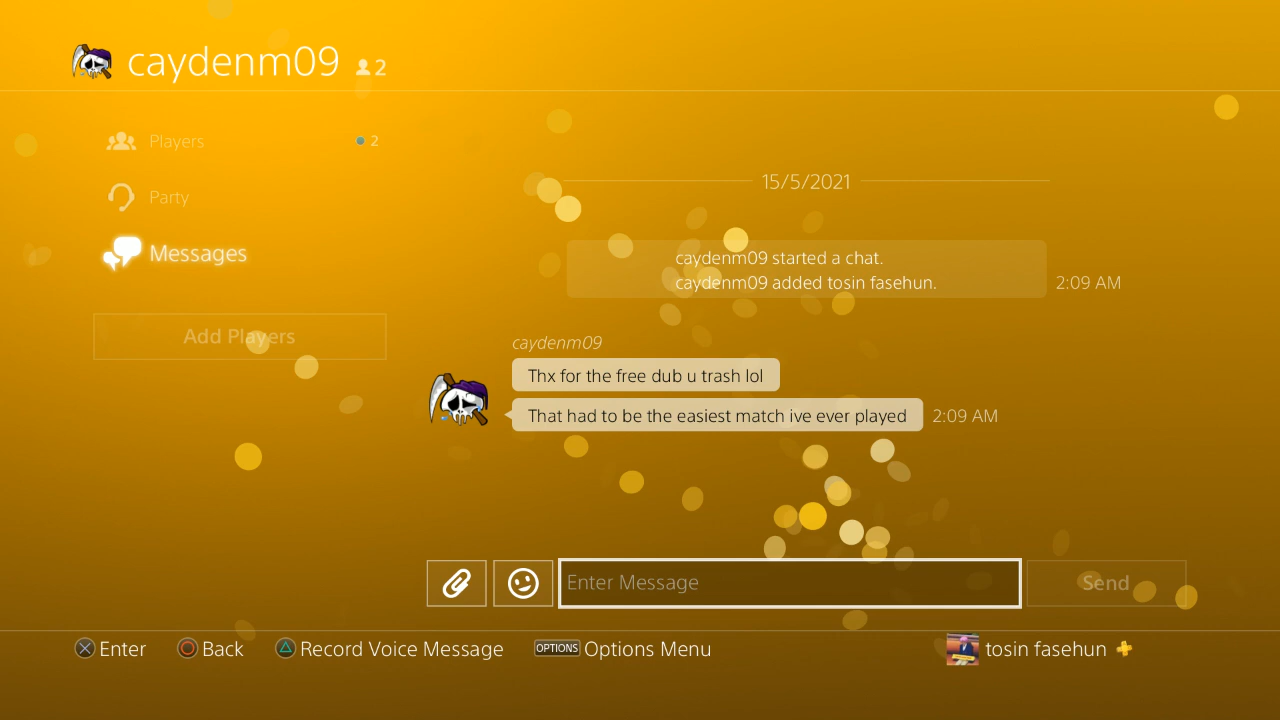 caydenm09 2
Players 2
Party
Messages
Add Players
15/5/2021
caydenm09 started a chat.
caydenm09 added tosin fasehun.
2:09 AM
caydenm09
Thx for the free dub u trash lol
That had to be the easiest match ive ever played
2:09 AM
Enter Message
Send
Enter
Back
Record Voice Message
OPTIONS Options Menu
tosin fasehun